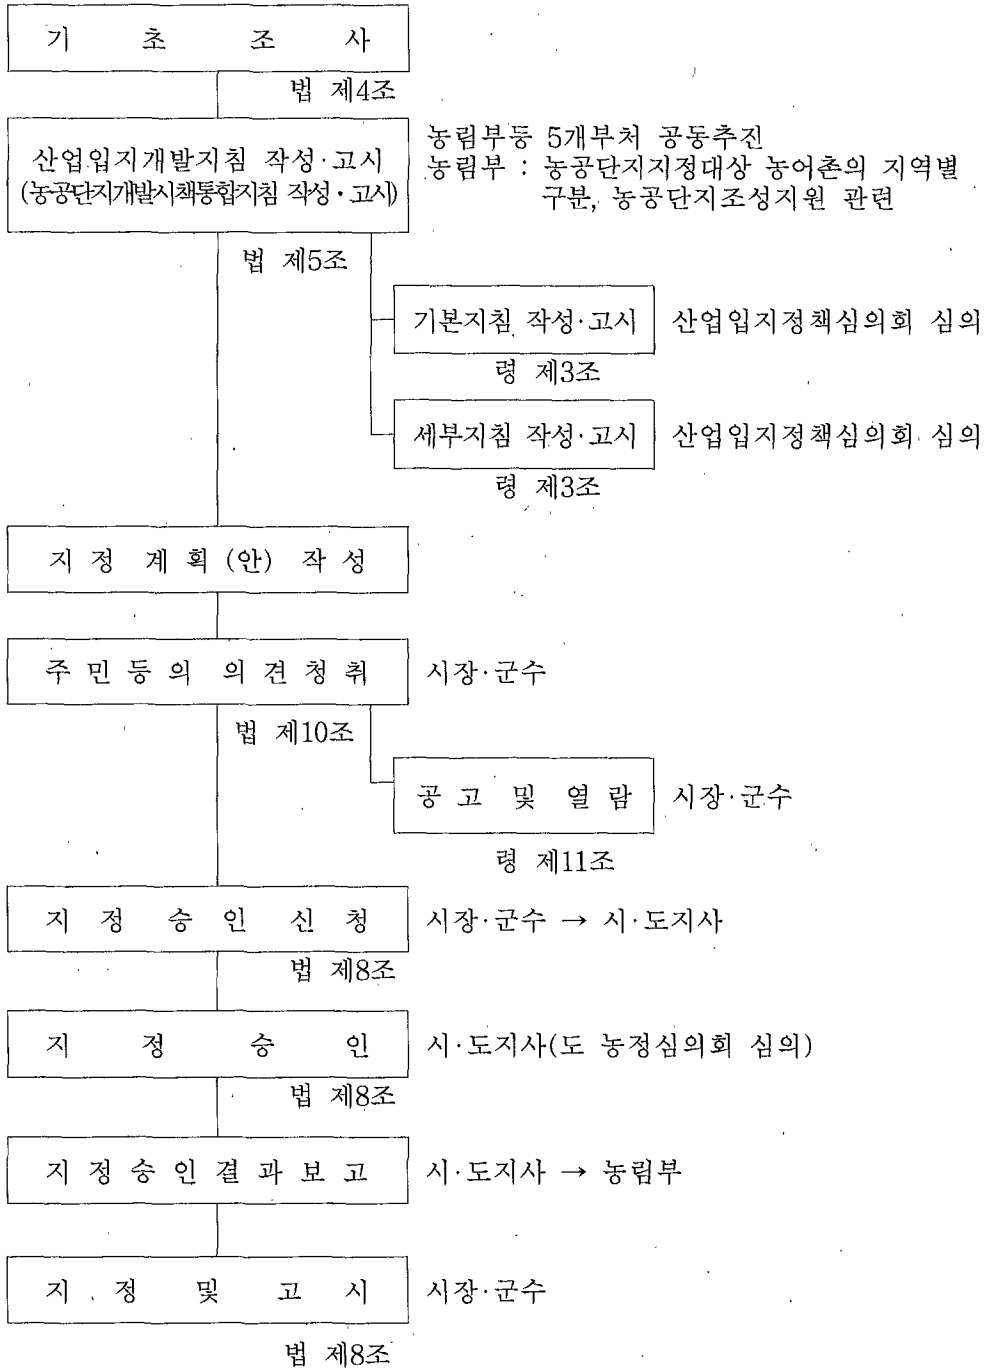 기 초 조 사
법 제4조
산업입지개발지침 작성·고시
(농공단지개발시책통합지침 작성·고시)
농림부등 5개부처 공동추진
농림부 : 농공단지지정대상 농어촌의 지역별
구분, 농공단지조성지원 관련
법 제5조
기본지침 작성·고시 산업입지정책심의회 심의
령 제3조
세부지침 작성·고시 산업입지정책심의회 심의
령 제3조
지 정 계 획 (안) 작 성
주 민 등 의 의 견 청 취 시장·군수
법 제10조
공 고 및 열 람 시장·군수
령 제11조
지 정 승 인 신 청 시장·군수 → 시·도지사
법 제8조
지 정 승 인 시·도지사(도 농정심의회 심의)
법 제8조
지 정 승 인 결 과 보 고 시·도지사 → 농림부
지 정 및 고 시 시장·군수
법 제8조